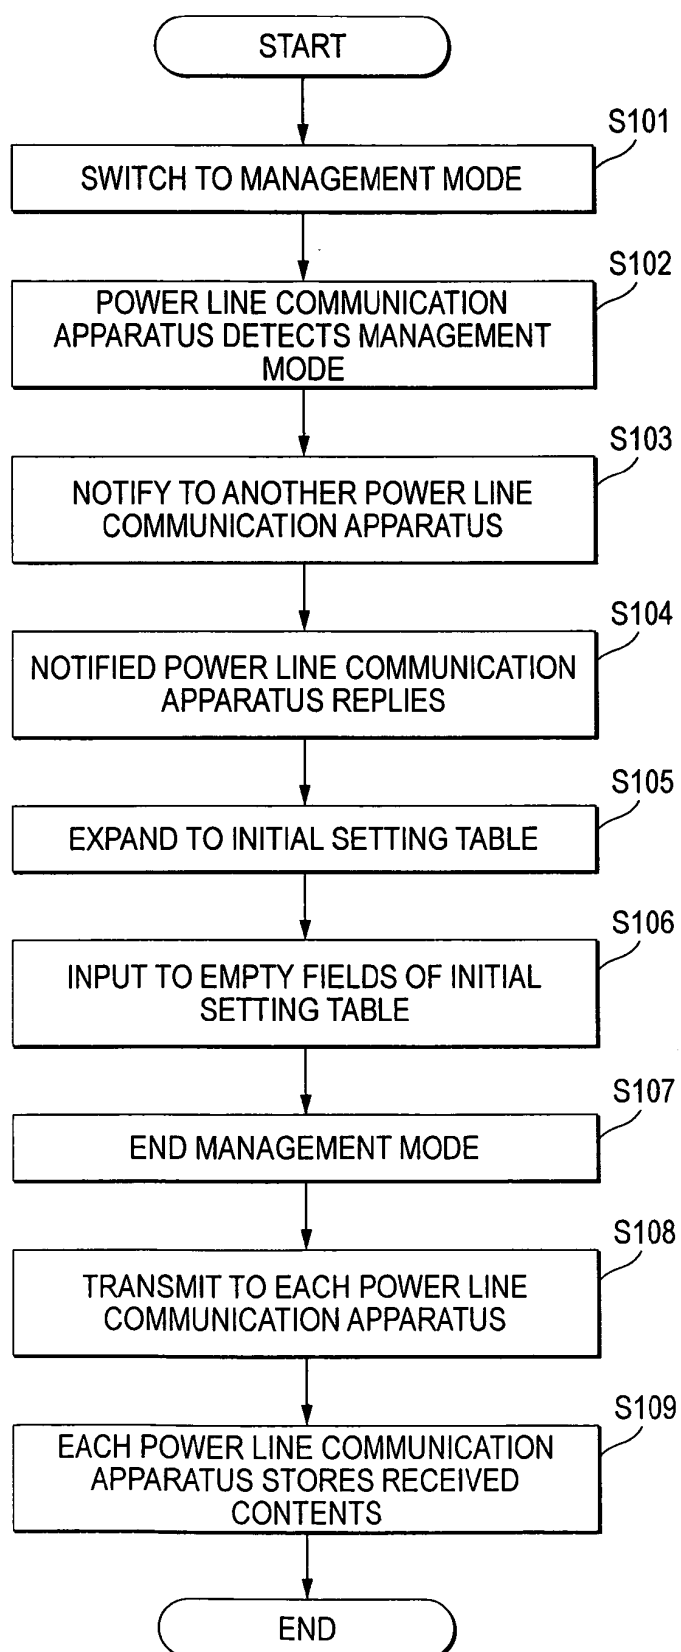 START
S101
SWITCH TO MANAGEMENT MODE
S102
POWER LINE COMMUNICATION
APPARATUS DETECTS MANAGEMENT
MODE
S103
NOTIFY TO ANOTHER POWER LINE
COMMUNICATION APPARATUS
S104
NOTIFIED POWER LINE COMMUNICATION
APPARATUS REPLIES
S105
EXPAND TO INITIAL SETTING TABLE
S106
INPUT TO EMPTY FIELDS OF INITIAL
SETTING TABLE
S107
END MANAGEMENT MODE
S108
TRANSMIT TO EACH POWER LINE
COMMUNICATION APPARATUS
S109
EACH POWER LINE COMMUNICATION
APPARATUS STORES RECEIVED
CONTENTS
END